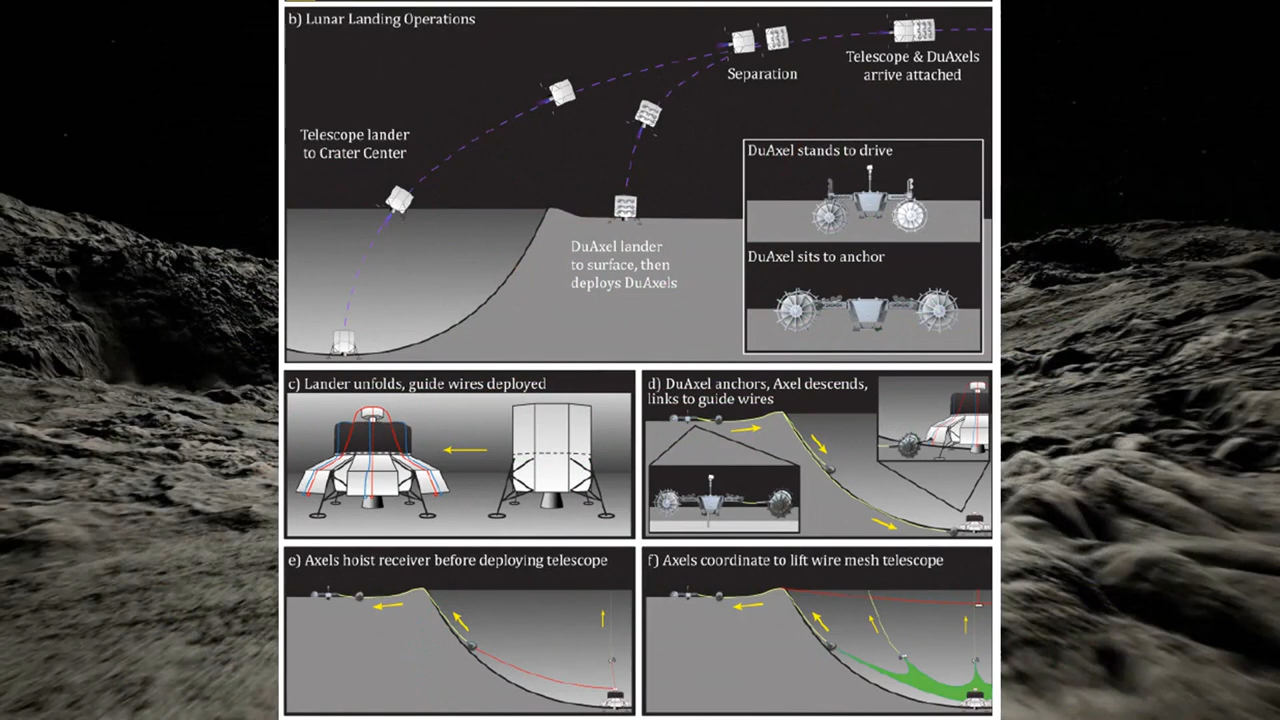 b) Lunar Landing Operations
Telescope & DuAxels
arrive attached
Separation
Telescope lander
to Crater Center
DuAxel lander
to surface, then
deploys DuAxels
DuAxel stands to drive
DuAxel sits to anchor
c) Lander unfolds, guide wires deployed
d) DuAxel anchors, Axel descends,
links to guide wires
e) Axels hoist receiver before deploying telescope
f) Axels coordinate to lift wire mesh telescope